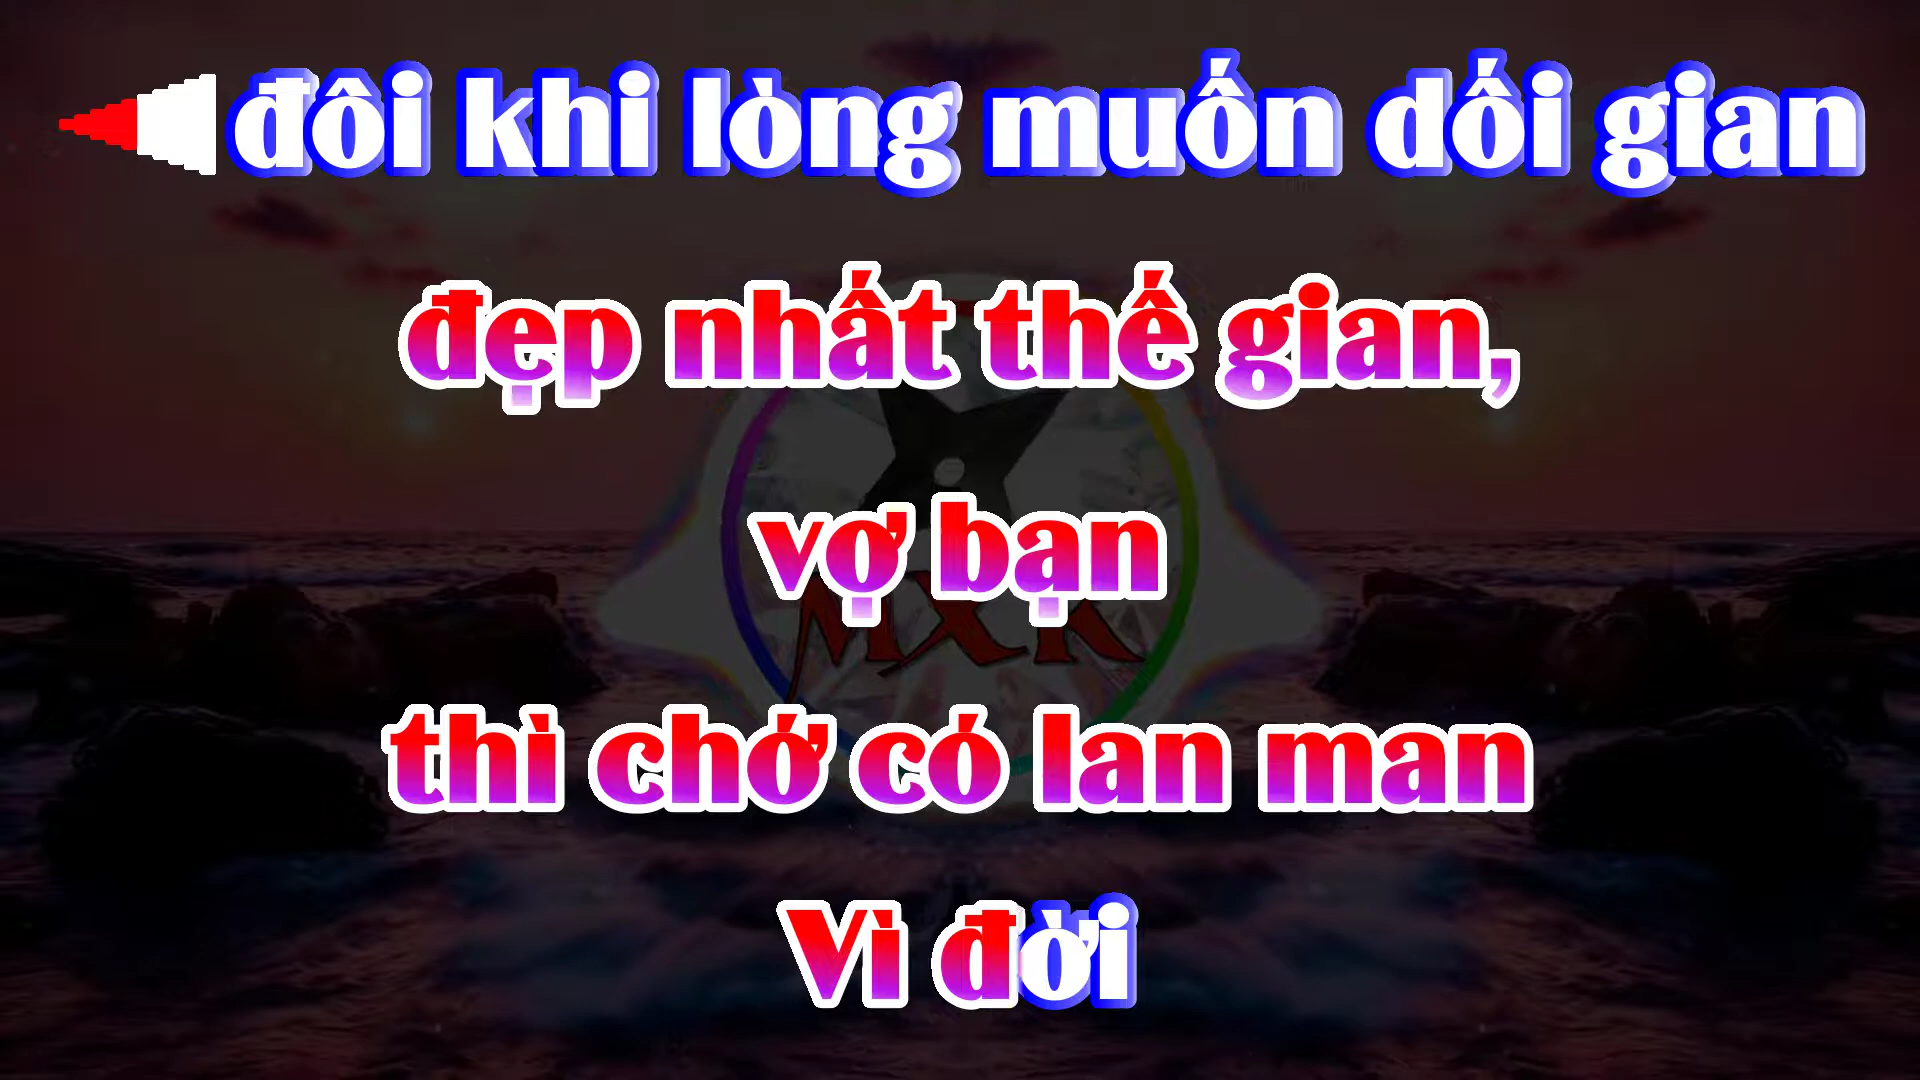 đôi khi lòng muốn dối gian
đẹp nhất thế gian,
vợ bạn
MXK
thì chớ có lan man
Vì đời